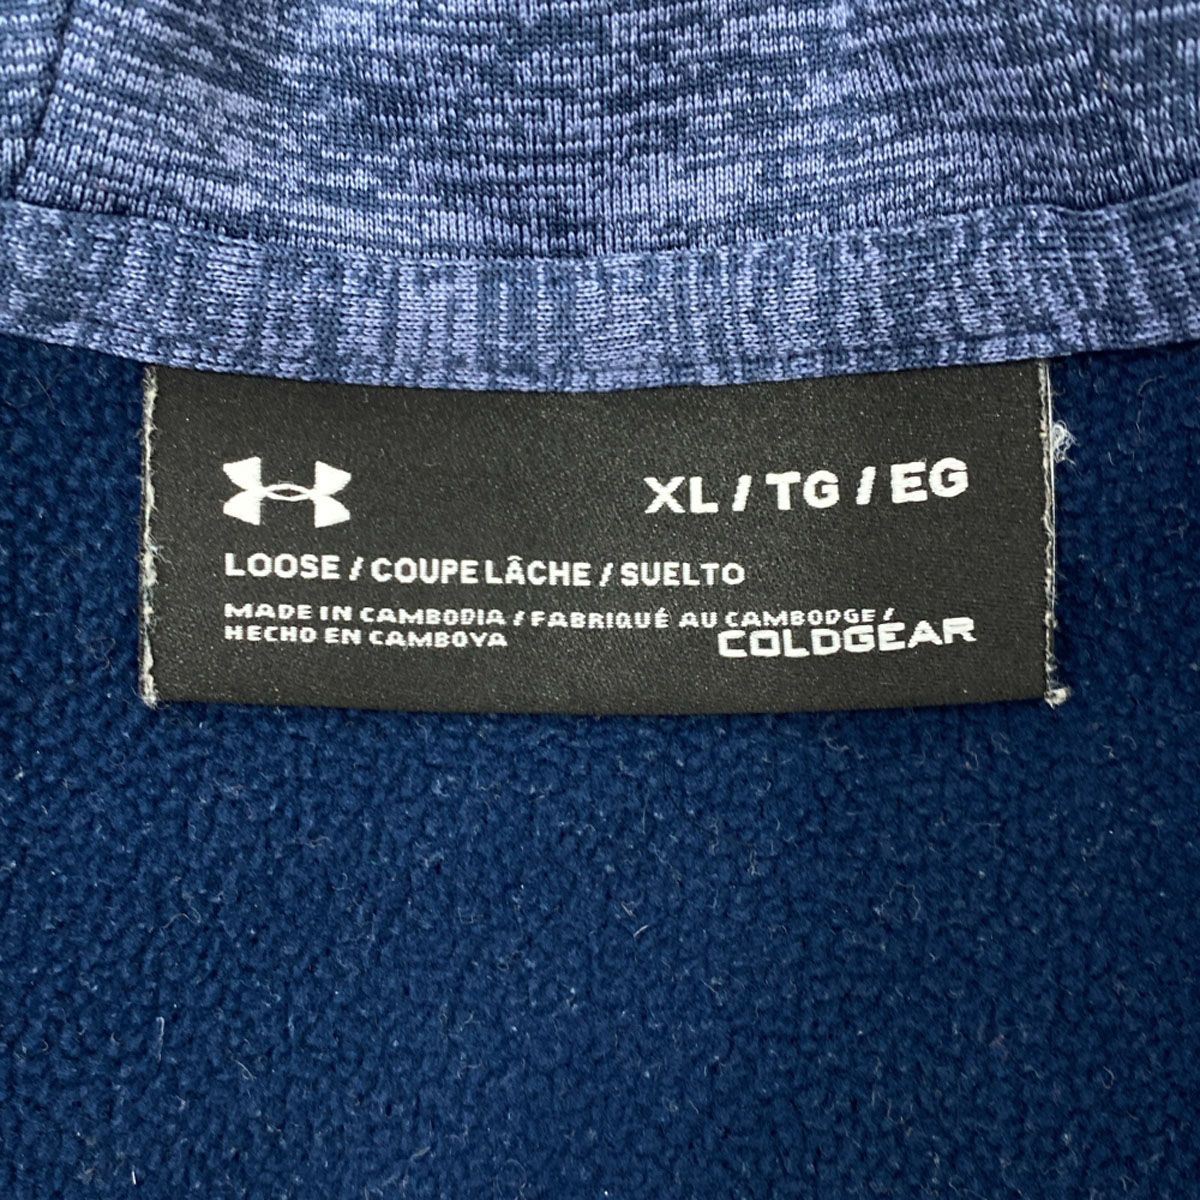 XL / TG / EG
LOOSE / COUPE LÂCHE / SUELTO
MADE IN CAMBODIA / FABRIQUÉ AU CAMBODGE /
HECHO EN CAMBOYA
COLDGEAR